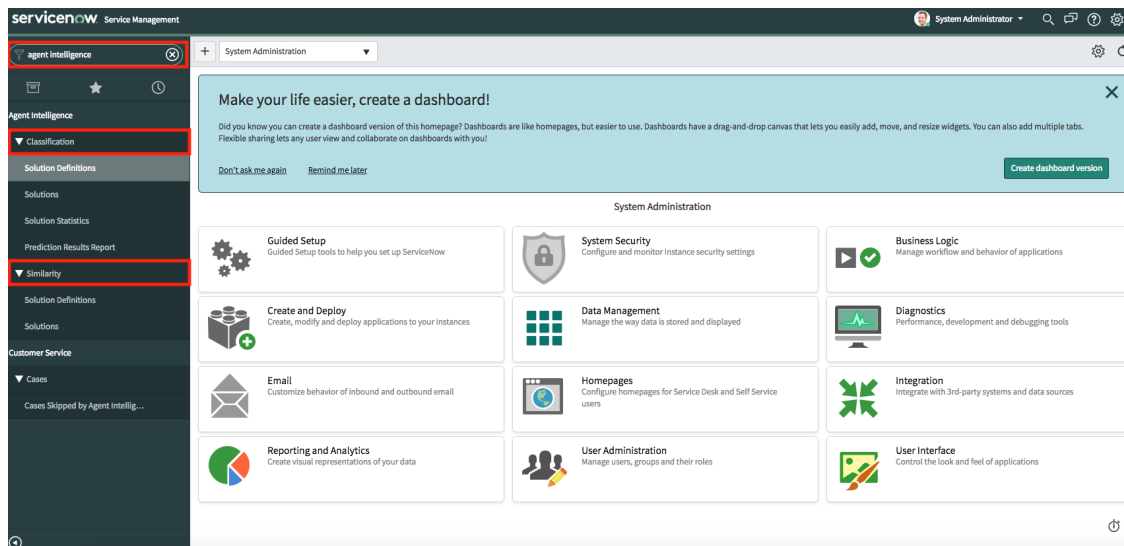 servicenow Service Management
System Administrator
agent intelligence
System Administration
Agent Intelligence
Classification
Solution Definitions
Solutions
Solution Statistics
Prediction Results Report
Similarity
Solution Definitions
Solutions
Customer Service
Cases
Cases Skipped by Agent Intellig...
Make your life easier, create a dashboard!
Did you know you can create a dashboard version of this homepage? Dashboards are like homepages, but easier to use. Dashboards have a drag-and-drop canvas that lets you easily add, move, and resize widgets. You can also add multiple tabs.
Flexible sharing lets any user view and collaborate on dashboards with you!
Don't ask me again Remind me later
Create dashboard version
System Administration
Guided Setup
Guided Setup tools to help you set up ServiceNow
System Security
Configure and monitor instance security settings
Business Logic
Manage workflow and behavior of applications
Create and Deploy
Create, modify and deploy applications to your instances
Data Management
Manage the way data is stored and displayed
Diagnostics
Performance, development and debugging tools
Email
Customize behavior of inbound and outbound email
Homepages
Configure homepages for Service Desk and Self Service
users
Integration
Integrate with 3rd-party systems and data sources
Reporting and Analytics
Create visual representations of your data
User Administration
Manage users, groups and their roles
User Interface
Control the look and feel of applications